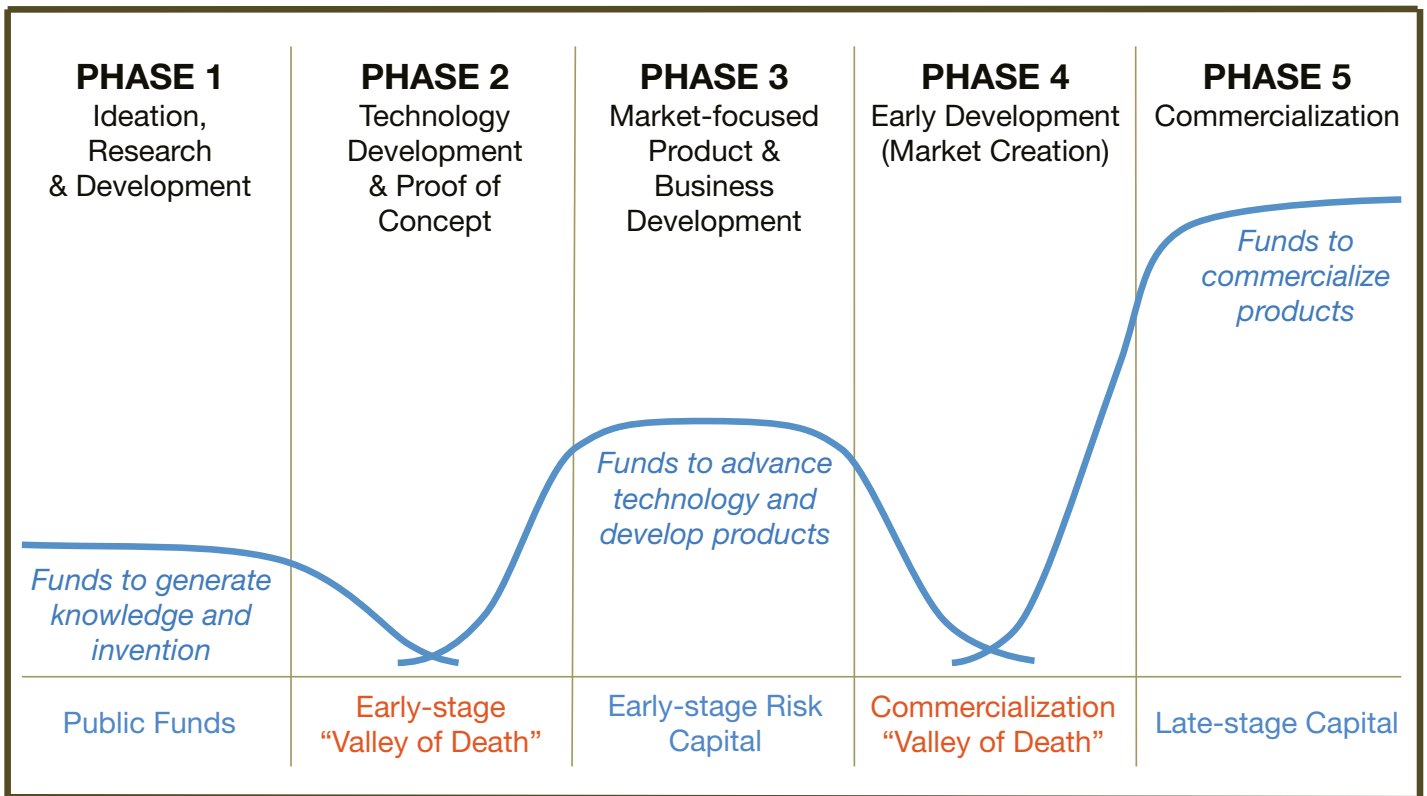 PHASE 1
Ideation,
Research
& Development
PHASE 2
Technology
Development
& Proof of
Concept
PHASE 3
Market-focused
Product &
Business
Development
PHASE 4
Early Development
(Market Creation)
PHASE 5
Commercialization
Funds to generate
knowledge and
invention
Funds to advance
technology and
develop products
Funds to
commercialize
products
Public Funds
Early-stage
“Valley of Death”
Early-stage Risk
Capital
Commercialization
“Valley of Death”
Late-stage Capital